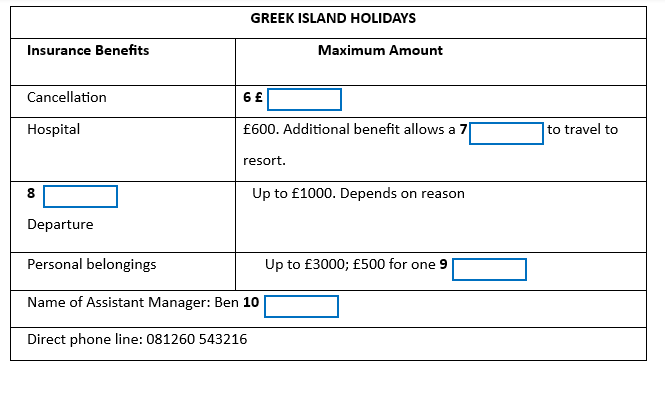 GREEK ISLAND HOLIDAYS
Insurance Benefits Maximum Amount
Cancellation 6 £
Hospital £600. Additional benefit allows a 7 to travel to
resort.
8 Up to £1000. Depends on reason
Departure
Personal belongings Up to £3000; £500 for one 9
Name of Assistant Manager: Ben 10
Direct phone line: 081260 543216